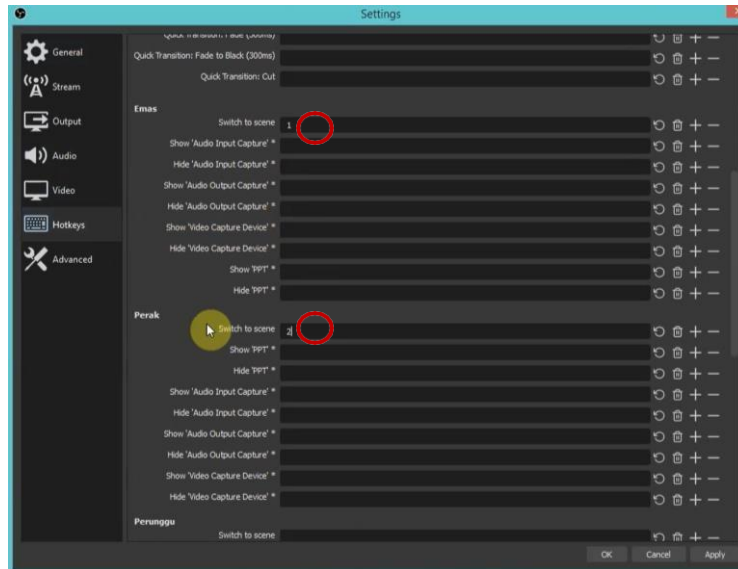 Settings
General
Stream
Output
Audio
Video
Hotkeys
Advanced
Quick Transition: Fade (300ms)
Quick Transition: Fade to Black (300ms)
Quick Transition: Cut
Emas
Switch to scene 1
Show 'Audio Input Capture' *
Hide 'Audio Input Capture' *
Show 'Audio Output Capture' *
Hide 'Audio Output Capture' *
Show 'Video Capture Device' *
Hide 'Video Capture Device' *
Show 'PPT' *
Hide 'PPT' *
Perak
Switch to scene 2
Show 'PPT' *
Hide 'PPT' *
Show 'Audio Input Capture' *
Hide 'Audio Input Capture' *
Show 'Audio Output Capture' *
Hide 'Audio Output Capture' *
Show 'Video Capture Device' *
Hide 'Video Capture Device' *
Perunggu
Switch to scene
OK Cancel Apply